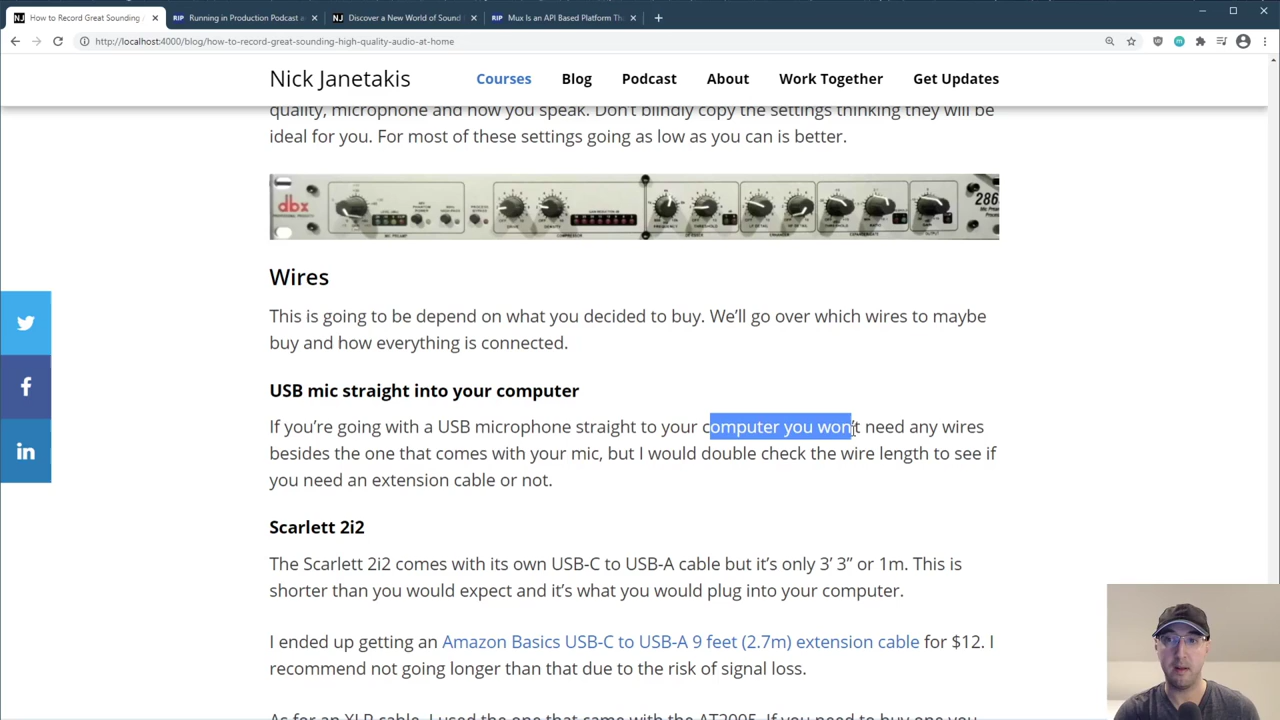 How to Record Great Sounding
Running in Production Podcast a
Discover a New World of Sound
Mux Is an API Based Platform Th
http://localhost:4000/blog/how-to-record-great-sounding-high-quality-audio-at-home
Nick Janetakis
Courses
Blog
Podcast
About
Work Together
Get Updates
quality, microphone and how you speak. Don't blindly copy the settings thinking they will be
ideal for you. For most of these settings going as low as you can is better.
dbx
286
Wires
This is going to be depend on what you decided to buy. We’ll go over which wires to maybe
buy and how everything is connected.
USB mic straight into your computer
If you’re going with a USB microphone straight to your computer you won’t need any wires
besides the one that comes with your mic, but I would double check the wire length to see if
you need an extension cable or not.
Scarlett 2i2
The Scarlett 2i2 comes with its own USB-C to USB-A cable but it’s only 3’ 3” or 1m. This is
shorter than you would expect and it’s what you would plug into your computer.
I ended up getting an Amazon Basics USB-C to USB-A 9 feet (2.7m) extension cable for $12. I
recommend not going longer than that due to the risk of signal loss.
As for an XLR cable, I used the one that came with the AT2005. If you need to buy one you